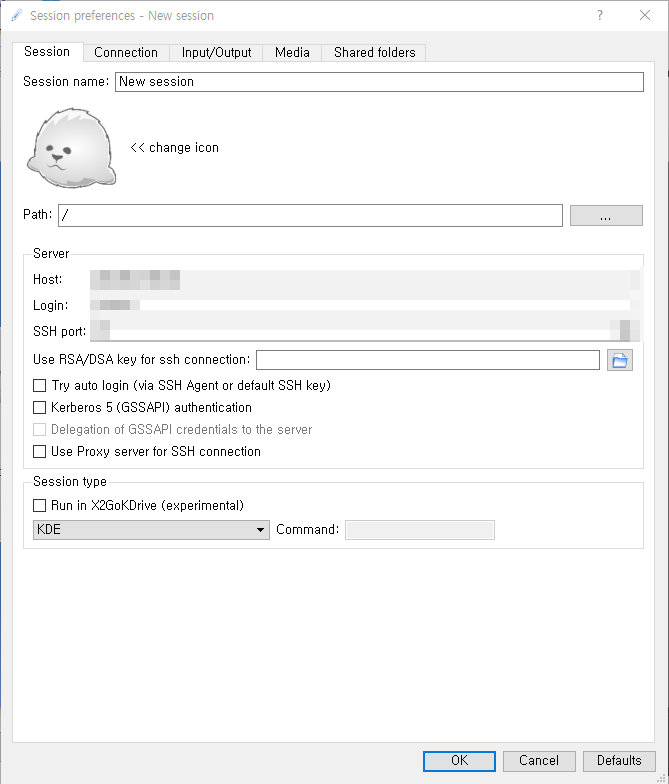 Session preferences - New session
? 
Session Connection Input/Output Media Shared folders
Session name: New session
<< change icon
Path: / ...
Server
Host:
Login:
SSH port:
Use RSA/DSA key for ssh connection:
Try auto login (via SSH Agent or default SSH key)
Kerberos 5 (GSSAPI) authentication
Delegation of GSSAPI credentials to the server
Use Proxy server for SSH connection
Session type
Run in X2GoKDrive (experimental)
KDE Command:
OK Cancel Defaults